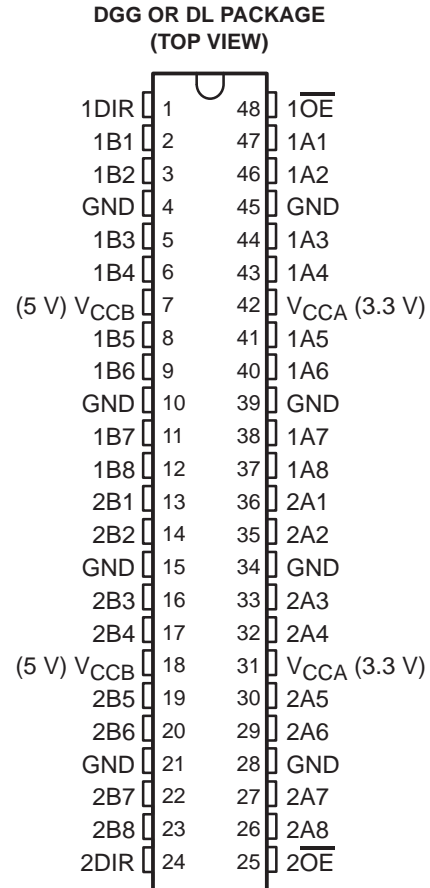 DGG OR DL PACKAGE
(TOP VIEW)
1DIR 1 48 1O̅E̅
1B1 2 47 1A1
1B2 3 46 1A2
GND 4 45 GND
1B3 5 44 1A3
1B4 6 43 1A4
(5 V) VCCB 7 42 VCCA (3.3 V)
1B5 8 41 1A5
1B6 9 40 1A6
GND 10 39 GND
1B7 11 38 1A7
1B8 12 37 1A8
2B1 13 36 2A1
2B2 14 35 2A2
GND 15 34 GND
2B3 16 33 2A3
2B4 17 32 2A4
(5 V) VCCB 18 31 VCCA (3.3 V)
2B5 19 30 2A5
2B6 20 29 2A6
GND 21 28 GND
2B7 22 27 2A7
2B8 23 26 2A8
2DIR 24 25 2O̅E̅